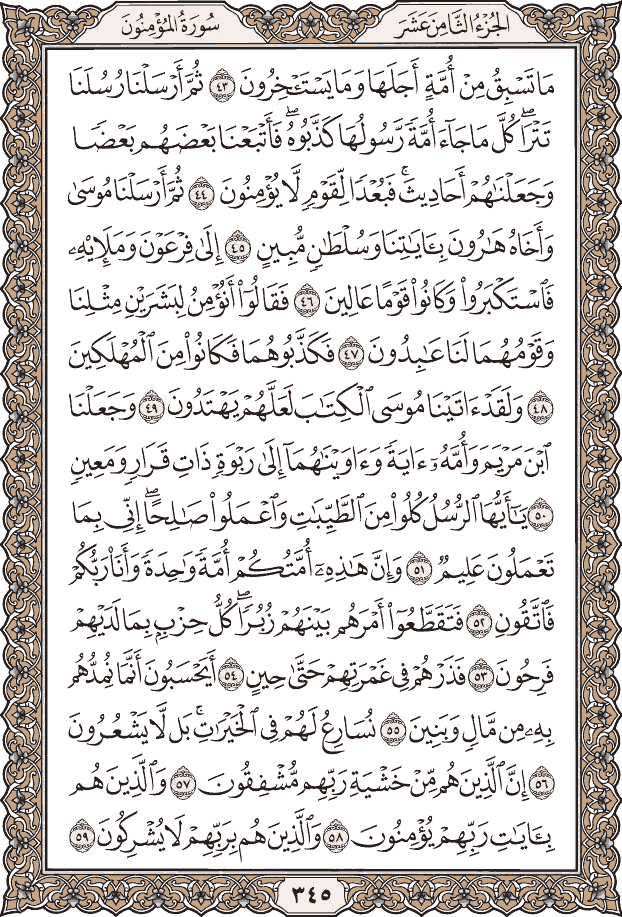 سُورَةُ المُؤْمِنُونَ
الجُزْءُ الثَّامِنَ عَشَرَ
مَا تَسْبِقُ مِنْ أُمَّةٍ أَجَلَهَا وَمَا يَسْتَـْٔخِرُونَ ٤٣ ثُمَّ أَرْسَلْنَا رُسُلَنَا
تَتْرَاۖ كُلَّ مَا جَآءَ أُمَّةً رَّسُولُهَا كَذَّبُوهُۖ فَأَتْبَعْنَا بَعْضَهُم بَعْضًا
وَجَعَلْنَٰهُمْ أَحَادِيثَۚ فَبُعْدًا لِّقَوْمٍ لَّا يُؤْمِنُونَ ٤٤ ثُمَّ أَرْسَلْنَا مُوسَىٰ
وَأَخَاهُ هَٰرُونَ بِـَٔايَٰتِنَا وَسُلْطَٰنٍ مُّبِينٍ ٤٥ إِلَىٰ فِرْعَوْنَ وَمَلَإِيْهِۦ
فَٱسْتَكْبَرُوا۟ وَكَانُوا۟ قَوْمًا عَالِينَ ٤٦ فَقَالُوٓا۟ أَنُؤْمِنُ لِبَشَرَيْنِ مِثْلِنَا
وَقَوْمُهُمَا لَنَا عَٰبِدُونَ ٤٧ فَكَذَّبُوهُمَا فَكَانُوا۟ مِنَ ٱلْمُهْلَكِينَ
٤٨ وَلَقَدْ ءَاتَيْنَا مُوسَى ٱلْكِتَٰبَ لَعَلَّهُمْ يَهْتَدُونَ ٤٩ وَجَعَلْنَا
ٱبْنَ مَرْيَمَ وَأُمَّهُۥٓ ءَايَةً وَءَاوَيْنَٰهُمَآ إِلَىٰ رَبْوَةٍ ذَاتِ قَرَارٍ وَمَعِينٍ
٥٠ يَٰٓأَيُّهَا ٱلرُّسُلُ كُلُوا۟ مِنَ ٱلطَّيِّبَٰتِ وَٱعْمَلُوا۟ صَٰلِحًاۖ إِنِّى بِمَا
تَعْمَلُونَ عَلِيمٌ ٥١ وَإِنَّ هَٰذِهِۦٓ أُمَّتُكُمْ أُمَّةً وَٰحِدَةً وَأَنَا۠ رَبُّكُمْ
فَٱتَّقُونِ ٥٢ فَتَقَطَّعُوٓا۟ أَمْرَهُم بَيْنَهُمْ زُبُرًاۖ كُلُّ حِزْبٍۭ بِمَا لَدَيْهِمْ
فَرِحُونَ ٥٣ فَذَرْهُمْ فِى غَمْرَتِهِمْ حَتَّىٰ حِينٍ ٥٤ أَيَحْسَبُونَ أَنَّمَا نُمِدُّهُم
بِهِۦ مِن مَّالٍ وَبَنِينَ ٥٥ نُسَارِعُ لَهُمْ فِى ٱلْخَيْرَٰتِۚ بَل لَّا يَشْعُرُونَ
٥٦ إِنَّ ٱلَّذِينَ هُم مِّنْ خَشْيَةِ رَبِّهِم مُّشْفِقُونَ ٥٧ وَٱلَّذِينَ هُم
بِـَٔايَٰتِ رَبِّهِمْ يُؤْمِنُونَ ٥٨ وَٱلَّذِينَ هُم بِرَبِّهِمْ لَا يُشْرِكُونَ ٥٩
٣٤٥